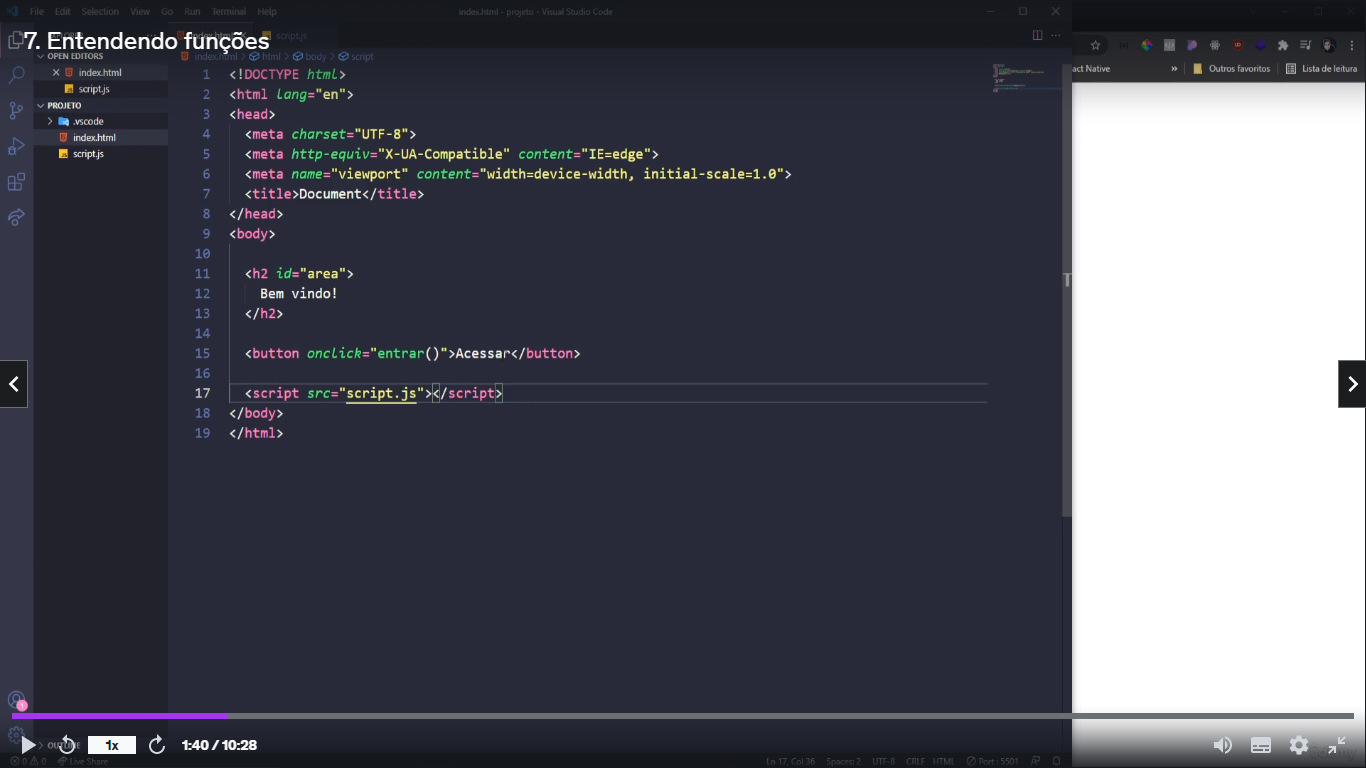 File Edit Selection View Go Run Terminal Help
index.html - projeto - Visual Studio Code
7. Entendendo funções
script.js
index.html > html > body > script
OPEN EDITORS
index.html
script.js
PROJETO
.vscode
index.html
script.js
1 <!DOCTYPE html>
2 <html lang="en">
3 <head>
4 <meta charset="UTF-8">
5 <meta http-equiv="X-UA-Compatible" content="IE=edge">
6 <meta name="viewport" content="width=device-width, initial-scale=1.0">
7 <title>Document</title>
8 </head>
9 <body>
10
11 <h2 id="area">
12 Bem vindo!
13 </h2>
14
15 <button onclick="entrar()">Acessar</button>
16
17 <script src="script.js"></script>
18 </body>
19 </html>
act Native
»
Outros favoritos
Lista de leitura
1
OUTLINE
1x
1:40 / 10:28
0 0 Live Share
Ln 17, Col 36 Spaces: 2 UTF-8 CRLF HTML Port : 5501